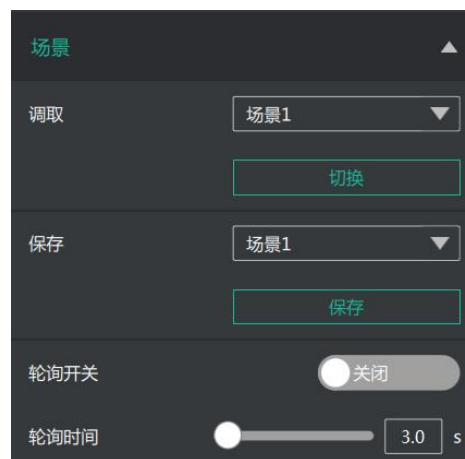 场景
调取 场景1
切换
保存 场景1
保存
轮询开关 关闭
轮询时间 3.0 s